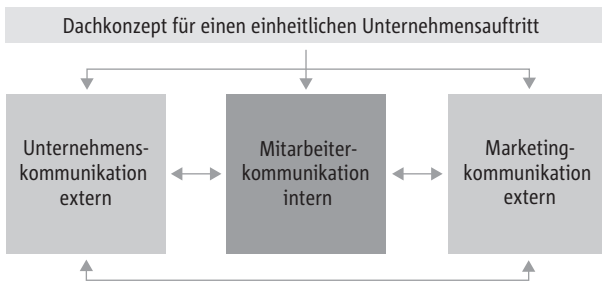 Dachkonzept für einen einheitlichen Unternehmensauftritt
Unternehmens-
kommunikation
extern
Mitarbeiter-
kommunikation
intern
Marketing-
kommunikation
extern